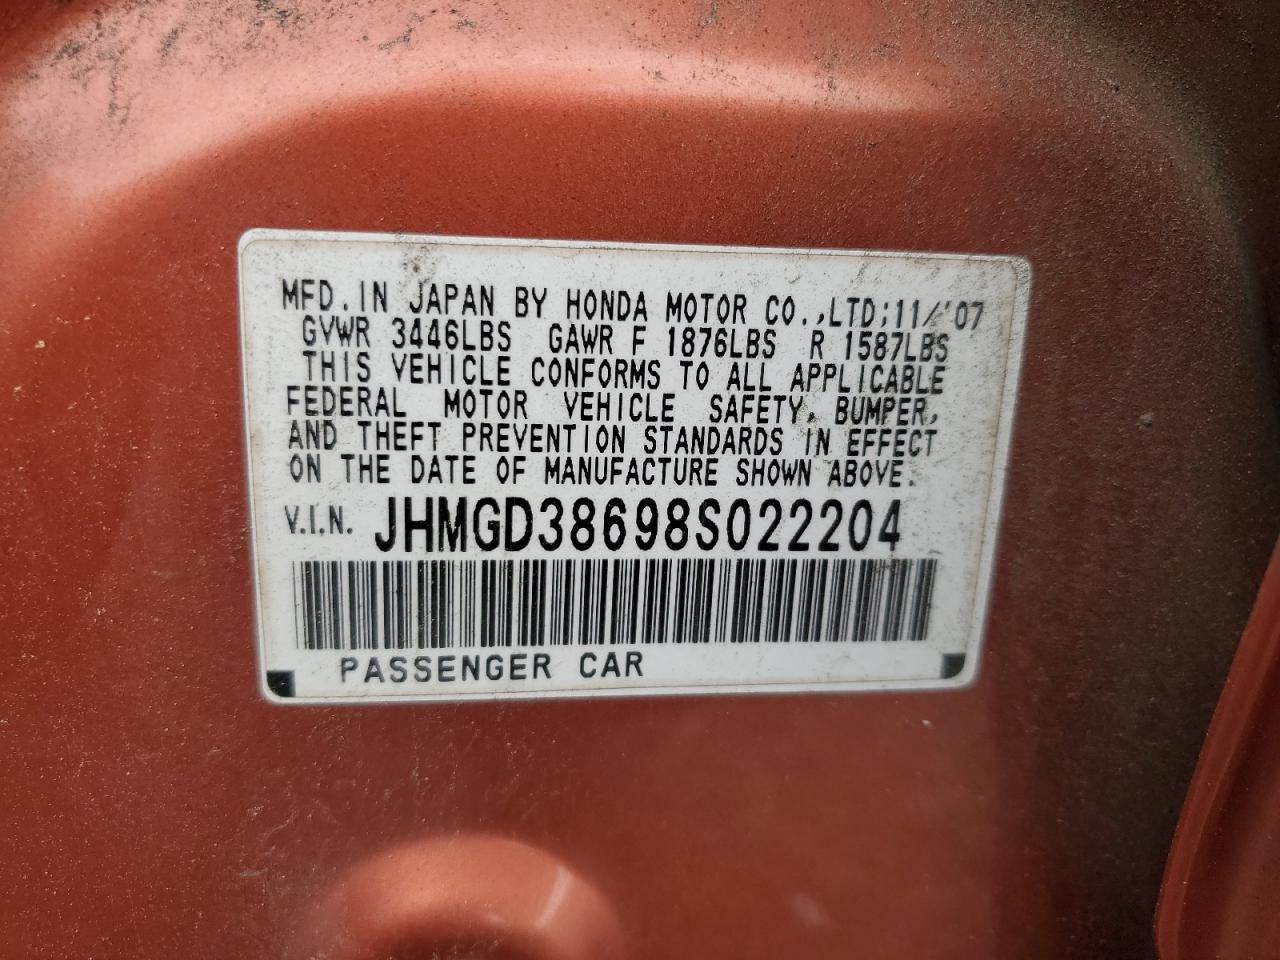 MFD. IN JAPAN BY HONDA MOTOR CO.,LTD;11/'07
GVWR 3446LBS GAWR F 1876LBS R 1587LBS
THIS VEHICLE CONFORMS TO ALL APPLICABLE
FEDERAL MOTOR VEHICLE SAFETY, BUMPER,
AND THEFT PREVENTION STANDARDS IN EFFECT
ON THE DATE OF MANUFACTURE SHOWN ABOVE.
V.I.N. JHMGD38698S022204
PASSENGER CAR